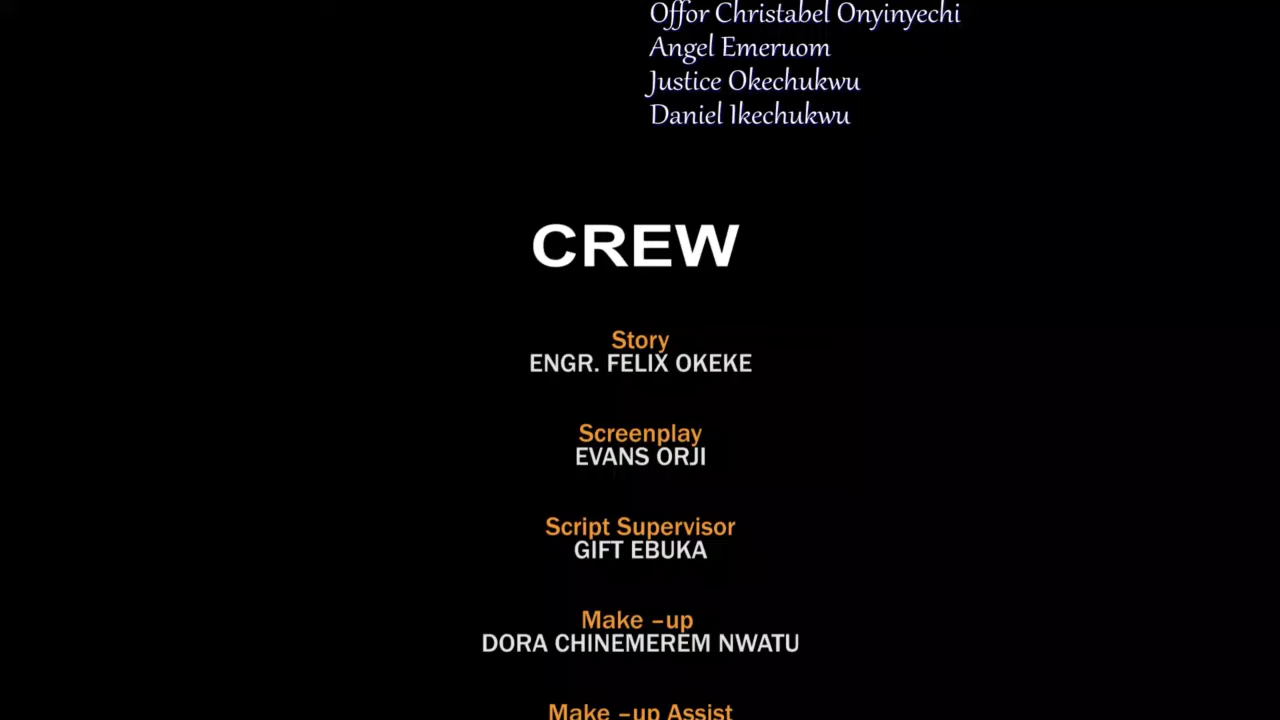 Offor Christabel Onyinyechi
Angel Emeruom
Justice Okechukwu
Daniel Ikechukwu
CREW
Story
ENGR. FELIX OKEKE
Screenplay
EVANS ORJI
Script Supervisor
GIFT EBUKA
Make –up
DORA CHINEMEREM NWATU
Make –up Assist